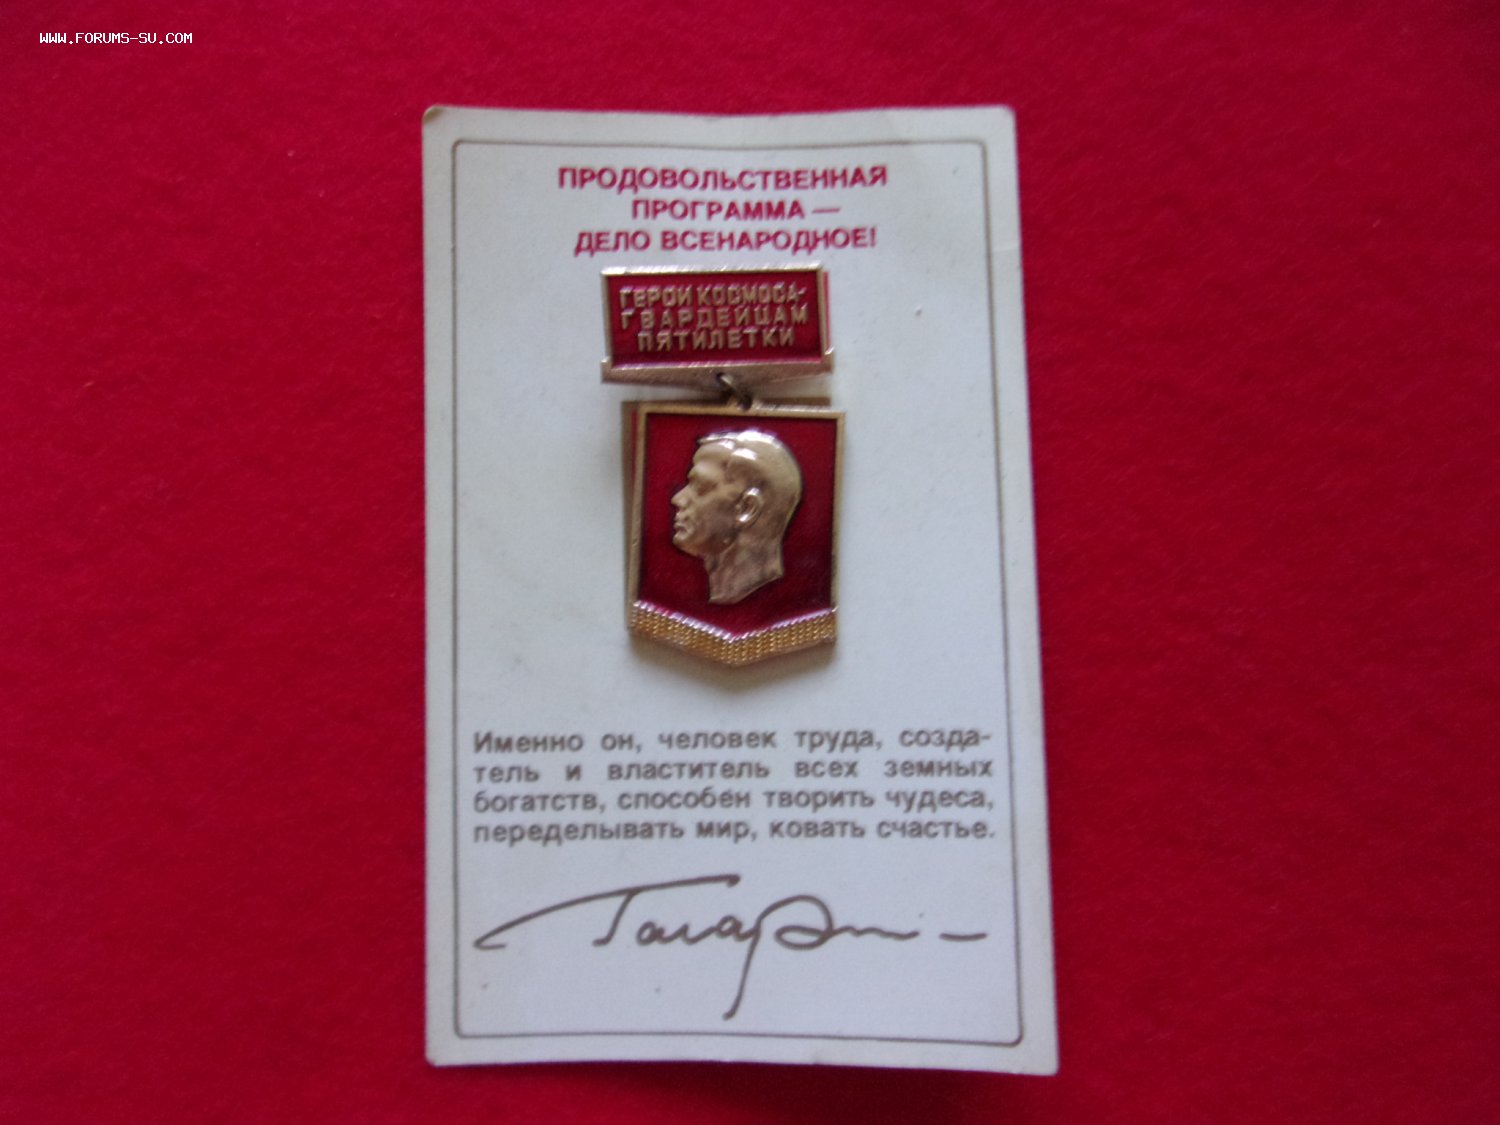 WWW.FORUMS-SU.COM
ПРОДОВОЛЬСТВЕННАЯ
ПРОГРАММА —
ДЕЛО ВСЕНАРОДНОЕ!
ГЕРОИ КОСМОСА-
ГВАРДЕЙЦАМ
ПЯТИЛЕТКИ
Именно он, человек труда, созда-
тель и властитель всех земных
богатств, способен творить чудеса,
переделывать мир, ковать счастье.
Гагарин